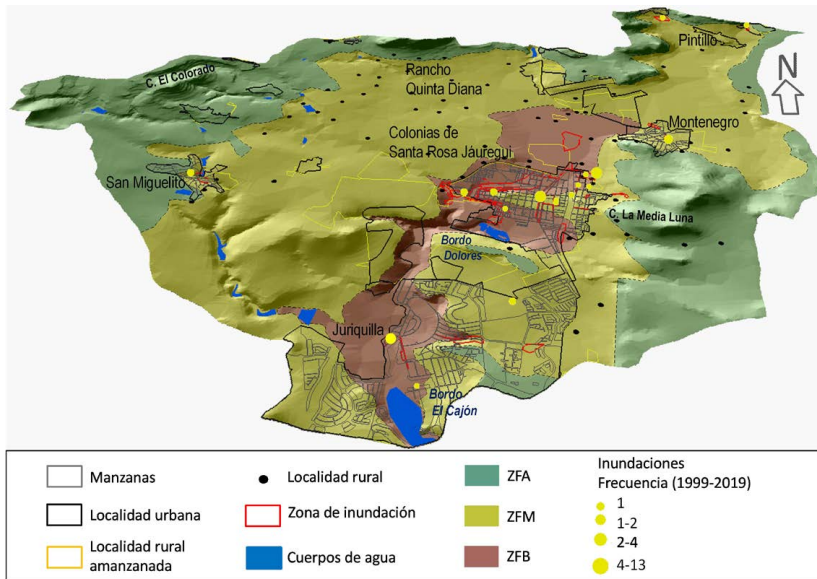 Pintillo
C. El Colorado
Rancho
Quinta Diana
N
Montenegro
Colonias de
Santa Rosa Jáuregui
San Miguelito
C. La Media Luna
Bordo
Dolores
Juriquilla
Bordo
El Cajón
Manzanas
Localidad urbana
Localidad rural
amanzanada
Localidad rural
Zona de inundación
Cuerpos de agua
ZFA
ZFM
ZFB
Inundaciones
Frecuencia (1999-2019)
1
1-2
2-4
4-13